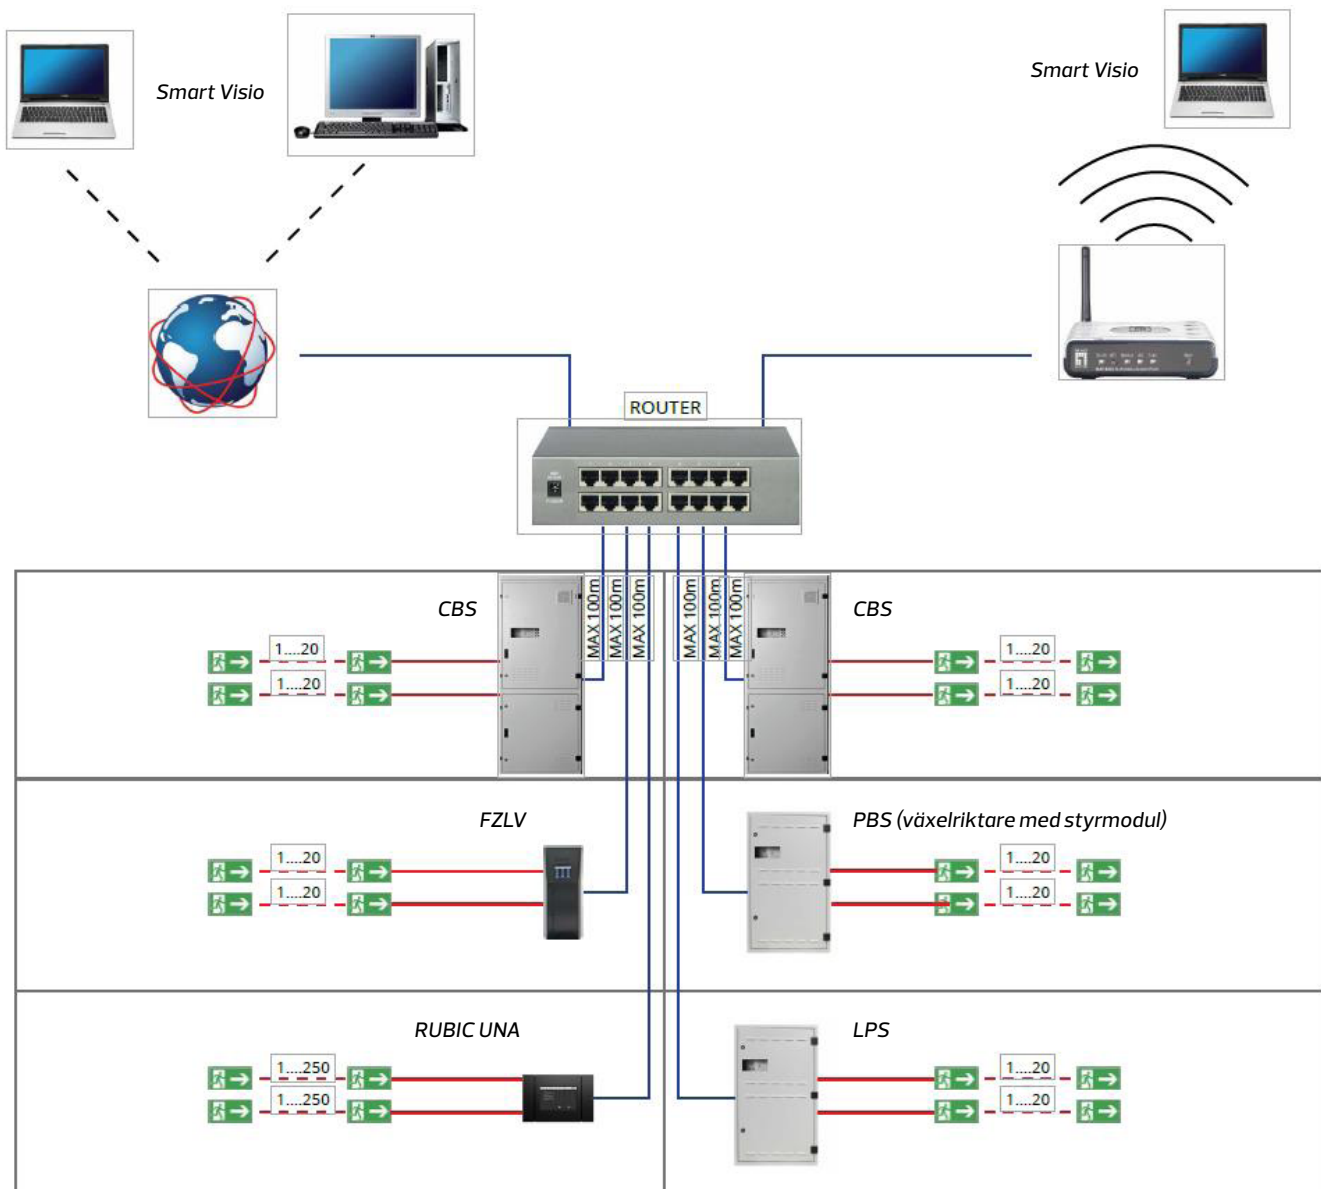 Smart Visio
Smart Visio
ROUTER
MAX 100m
MAX 100m
MAX 100m
MAX 100m
MAX 100m
MAX 100m
CBS
1....20
1....20
CBS
1....20
1....20
FZLV
1....20
1....20
PBS (växelriktare med styrmodul)
1....20
1....20
RUBIC UNA
1....250
1....250
LPS
1....20
1....20